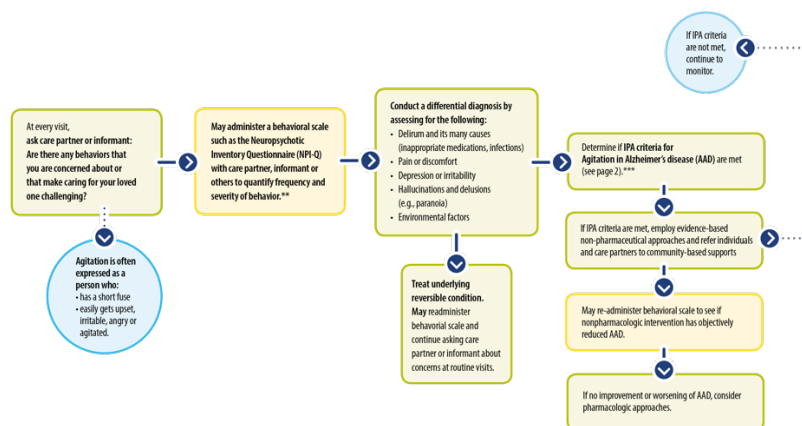 If IPA criteria
are not met,
continue to
monitor.
At every visit,
ask care partner or informant:
Are there any behaviors that
you are concerned about or
that make caring for your loved
one challenging?
Agitation is often
expressed as a
person who:
• has a short fuse
• easily gets upset,
irritable, angry or
agitated.
May administer a behavioral scale
such as the Neuropsychotic
Inventory Questionnaire (NPI-Q)
with care partner, informant or
others to quantify frequency and
severity of behavior.**
Conduct a differential diagnosis by
assessing for the following:
• Delirium and its many causes
(inappropriate medications, infections)
• Pain or discomfort
• Depression or irritability
• Hallucinations and delusions
(e.g., paranoia)
• Environmental factors
Treat underlying
reversible condition.
May readminister
behavorial scale and
continue asking care
partner or informant about
concerns at routine visits.
Determine if IPA criteria for
Agitation in Alzheimer's disease (AAD) are met
(see page 2).***
If IPA criteria are met, employ evidence-based
non-pharmaceutical approaches and refer individuals
and care partners to community-based supports
May re-administer behavioral scale to see if
nonpharmacologic intervention has objectively
reduced AAD.
If no improvement or worsening of AAD, consider
pharmacologic approaches.